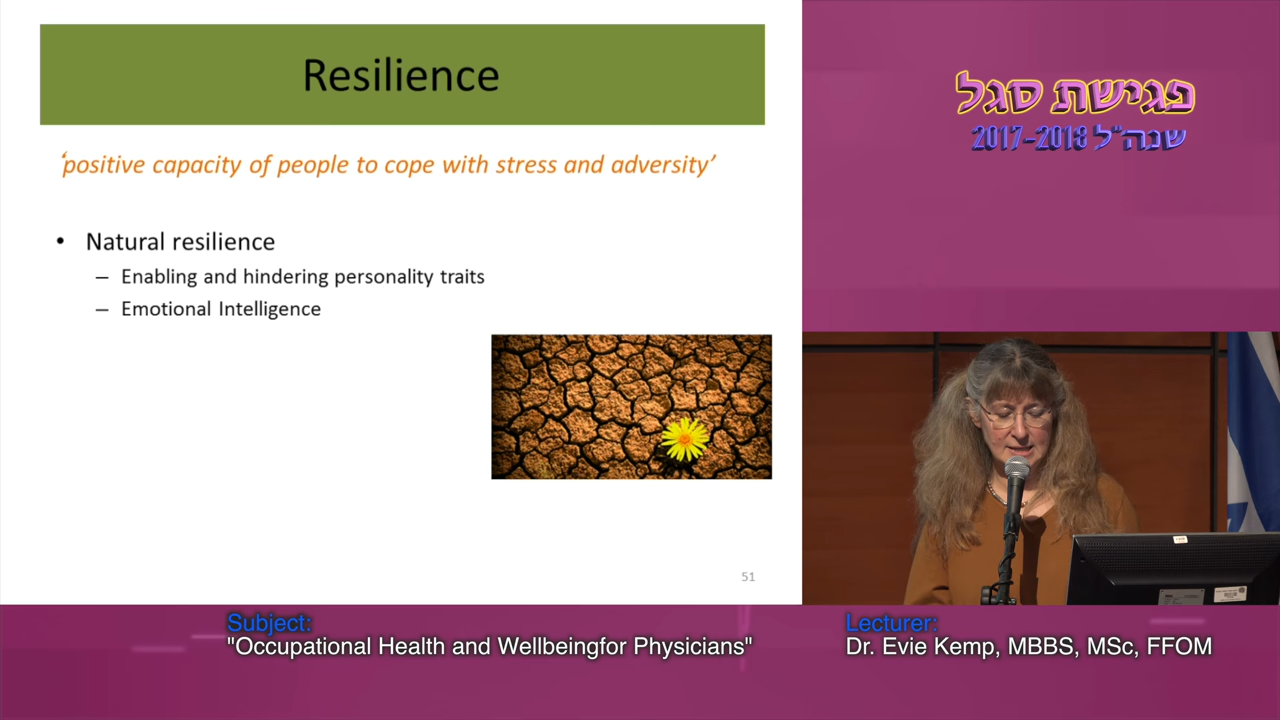 Resilience
‘positive capacity of people to cope with stress and adversity’
• Natural resilience
– Enabling and hindering personality traits
– Emotional Intelligence
51
פגישת סגל
שנה"ל 2017-2018
Subject:
"Occupational Health and Wellbeingfor Physicians"
Lecturer:
Dr. Evie Kemp, MBBS, MSc, FFOM